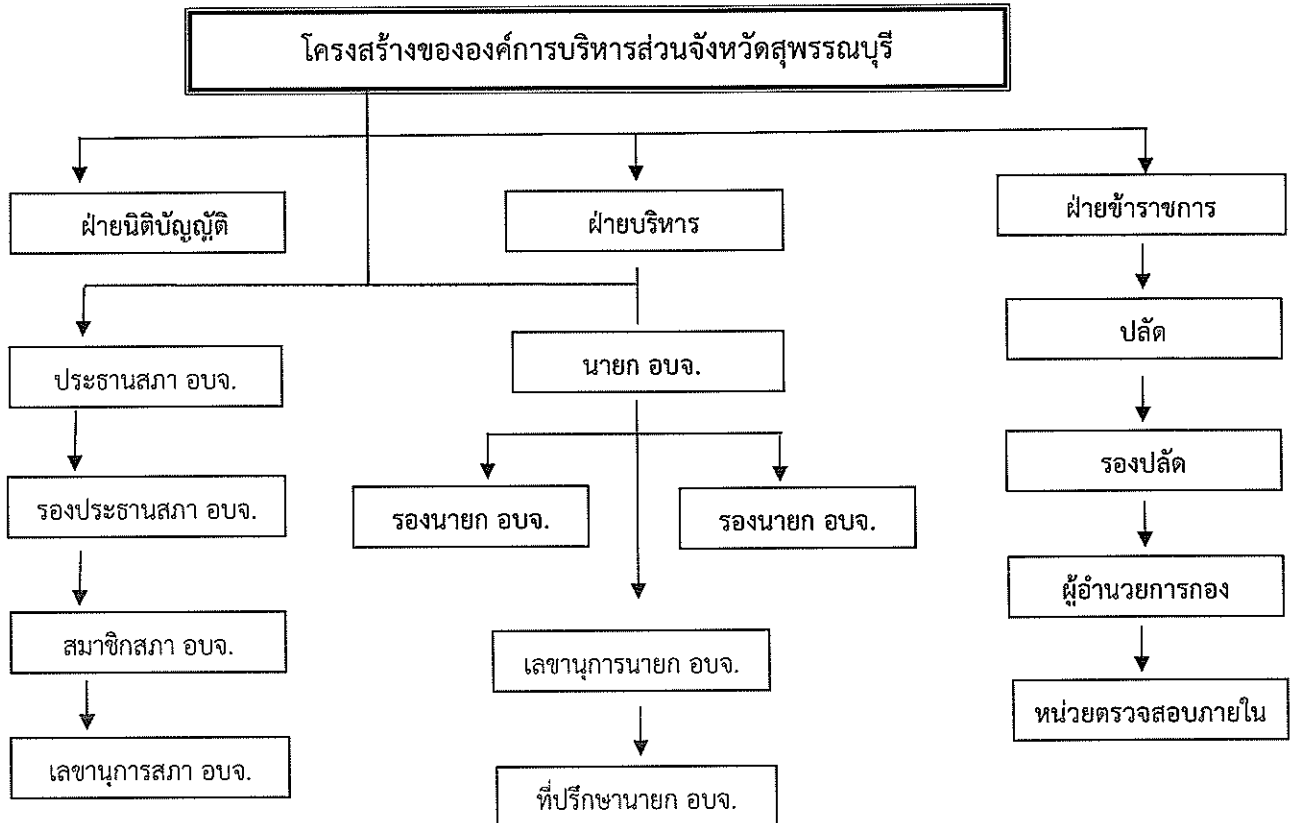 โครงสร้างขององค์การบริหารส่วนจังหวัดสุพรรณบุรี
ฝ่ายนิติบัญญัติ
ฝ่ายบริหาร
ฝ่ายข้าราชการ
ประธานสภา อบจ.
นายก อบจ.
ปลัด
รองประธานสภา อบจ.
รองนายก อบจ.
รองนายก อบจ.
รองปลัด
สมาชิกสภา อบจ.
เลขานุการนายก อบจ.
ผู้อำนวยการกอง
เลขานุการสภา อบจ.
ที่ปรึกษานายก อบจ.
หน่วยตรวจสอบภายใน